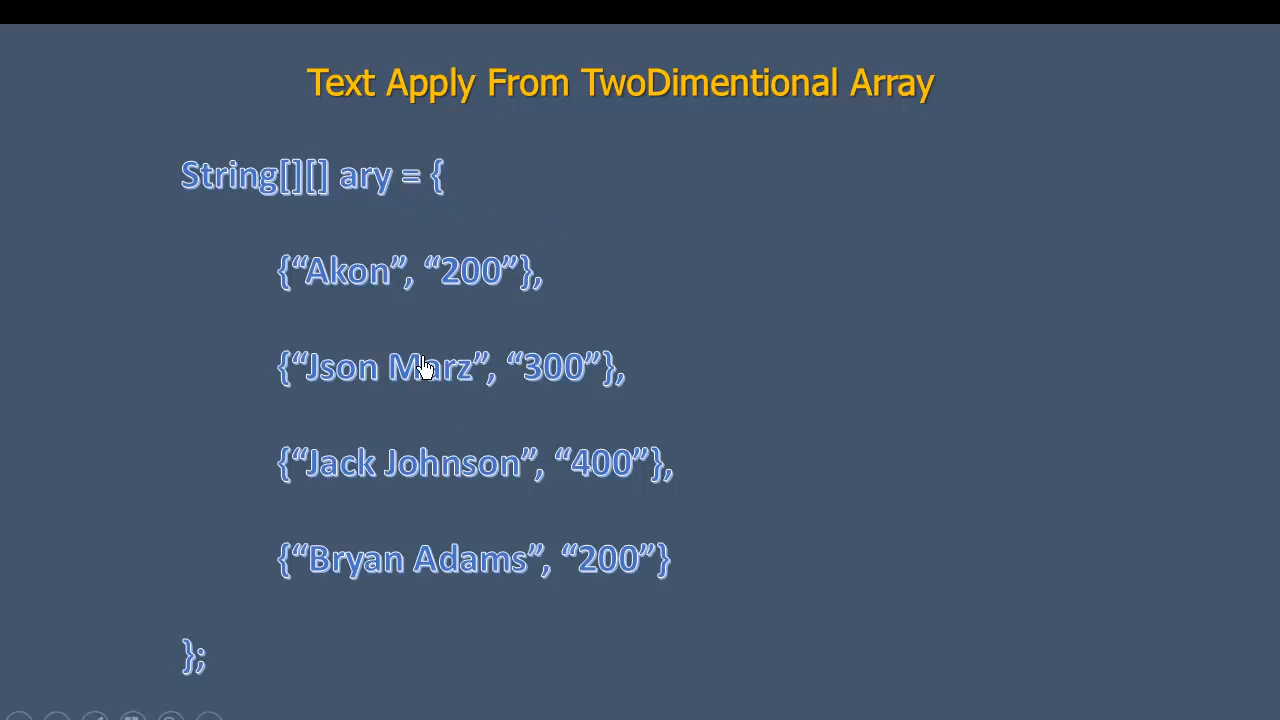 Text Apply From TwoDimentional Array
String[][] ary = {
{“Akon”, “200”},
{“Json Marz”, “300”},
{“Jack Johnson”, “400”},
{“Bryan Adams”, “200”}
};